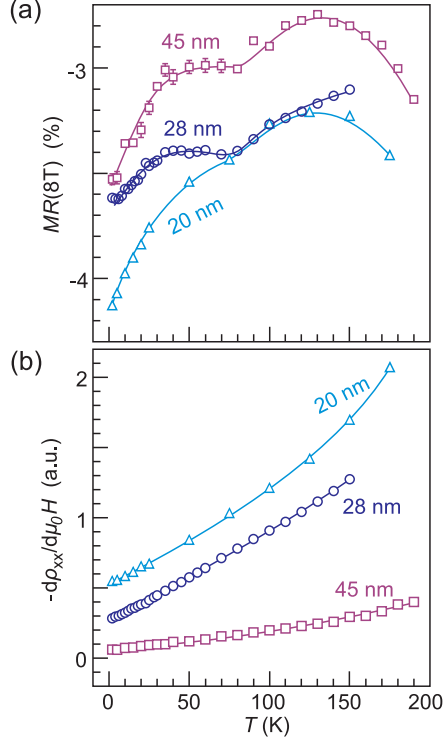 (a)
-3
-4
MR(8T) (%)
45 nm
28 nm
20 nm
(b)
2
1
0
-dρxx/dμ0H (a.u.)
20 nm
28 nm
45 nm
0 50 100 150 200
T (K)